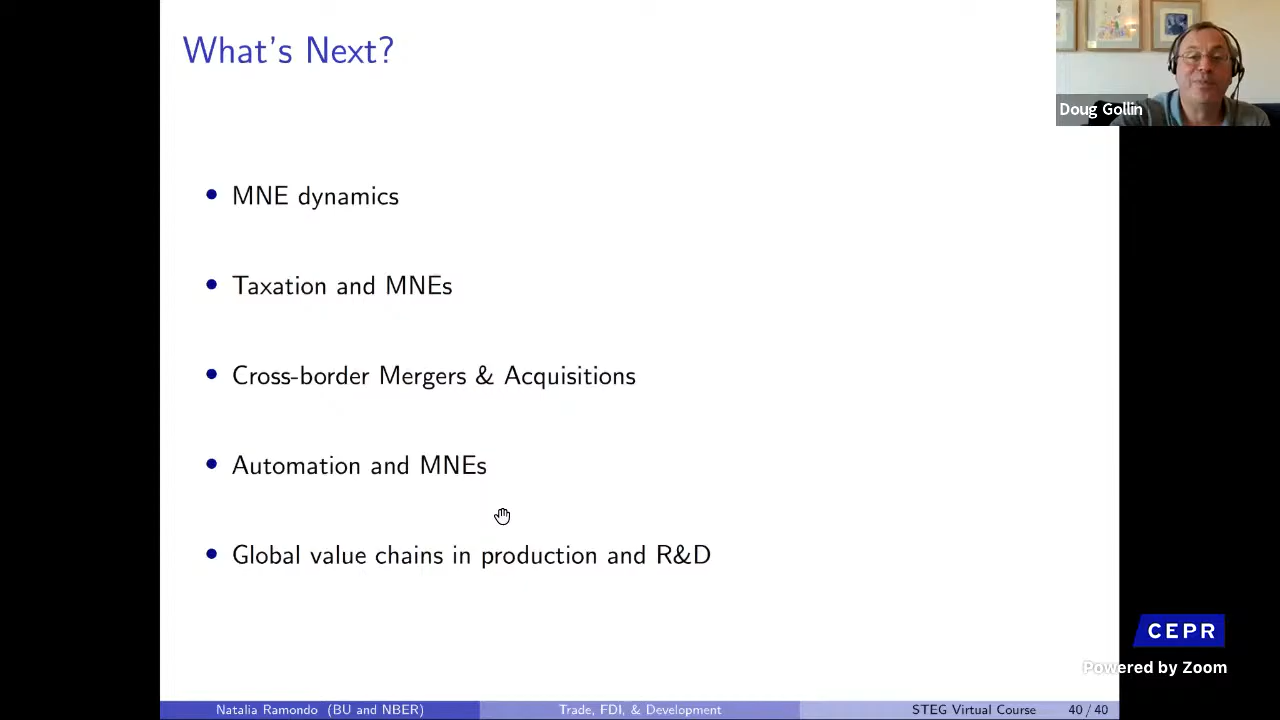 What's Next?
Doug Gollin
• MNE dynamics
• Taxation and MNEs
• Cross-border Mergers & Acquisitions
• Automation and MNEs
• Global value chains in production and R&D
CEPR
Powered by Zoom
Natalia Ramondo (BU and NBER) Trade, FDI, & Development STEG Virtual Course 40 / 40